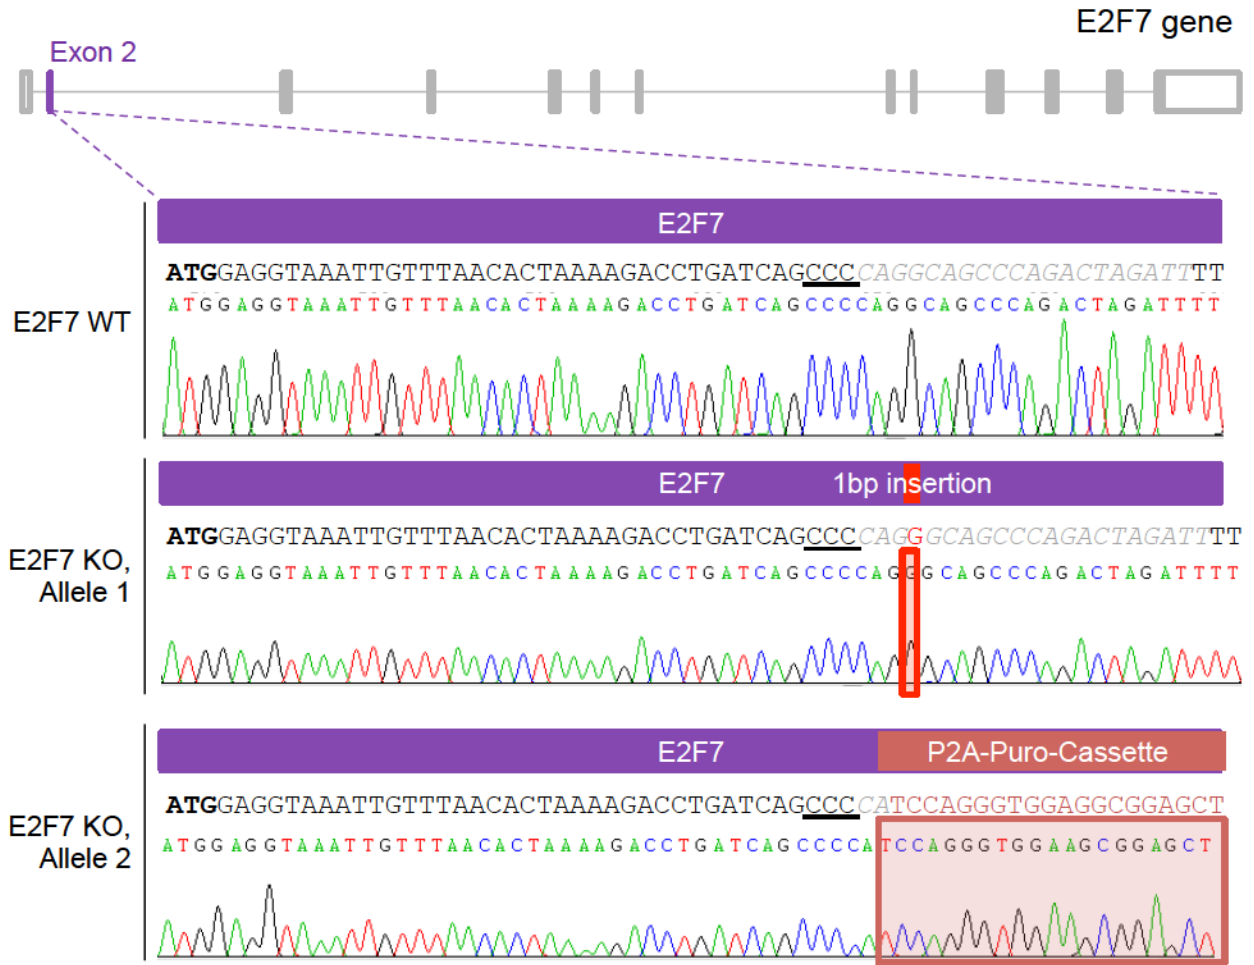 E2F7 gene
Exon 2
E2F7
ATGGAGGTAAATTGTTTAACACTAAAAGACCTGATCAGCCCCAGGCAGCCCAGACTAGATTTT
ATGGAGGTAAATTGTTTAACACTAAAAGACCTGATCAGCCCCAGGCAGCCCAGACTAGATTTT
E2F7 WT
E2F7 1bp insertion
ATGGAGGTAAATTGTTTAACACTAAAAGACCTGATCAGCCCCAGGGCAGCCCAGACTAGATTTT
ATGGAGGTAAATTGTTTAACACTAAAAGACCTGATCAGCCCCAGGGCAGCCCAGACTAGATTTT
E2F7 KO,
Allele 1
E2F7 P2A-Puro-Cassette
ATGGAGGTAAATTGTTTAACACTAAAAGACCTGATCAGCCCCATCCAGGGTGGAGGCGGAGCT
ATGGAGGTAAATTGTTTAACACTAAAAGACCTGATCAGCCCCATCCAGGGTGGAAGCGGAGCT
E2F7 KO,
Allele 2